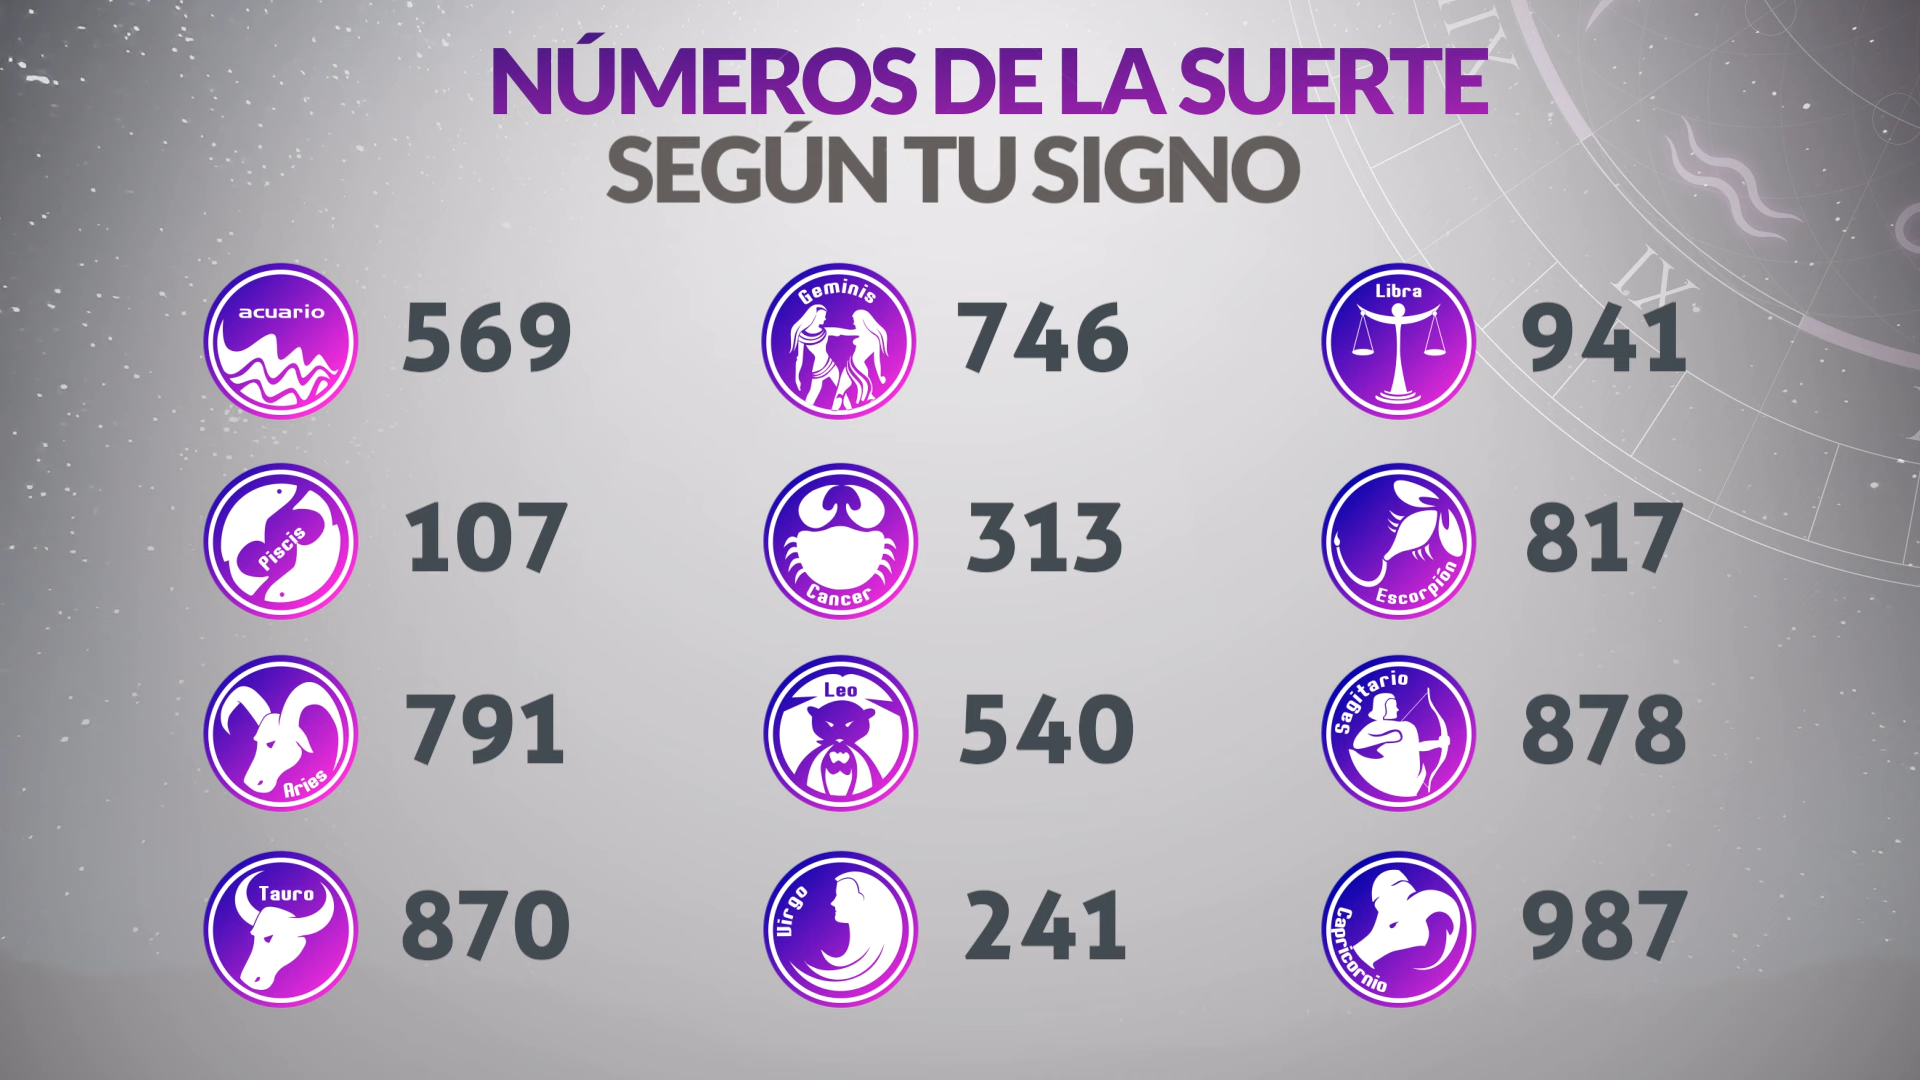 NÚMEROS DE LA SUERTE
SEGÚN TU SIGNO
acuario 569
Geminis 746
Libra 941
Piscis 107
Cancer 313
Escorpión 817
Aries 791
Leo 540
Sagitario 878
Tauro 870
Virgo 241
Capricornio 987
IX